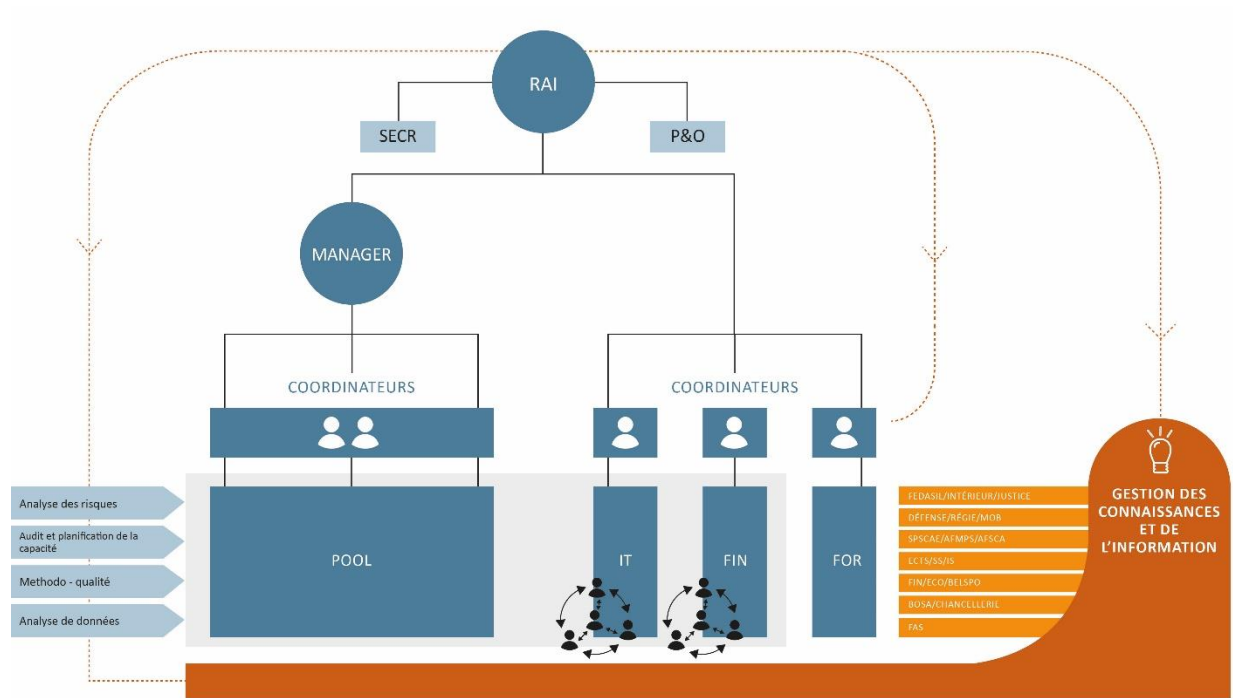 RAI
SECR
P&O
MANAGER
COORDINATEURS
COORDINATEURS
Analyse des risques
Audit et planification de la
capacité
Methodo - qualité
Analyse de données
POOL
IT
FIN
FOR
FEDASIL/INTÉRIEUR/JUSTICE
DÉFENSE/RÉGIE/MOB
SPSCAE/AFMPS/AFSCA
ECTS/SS/IS
FIN/ECO/BELSPO
BOSA/CHANCELLERIE
FAS
GESTION DES
CONNAISSANCES
ET DE
L'INFORMATION